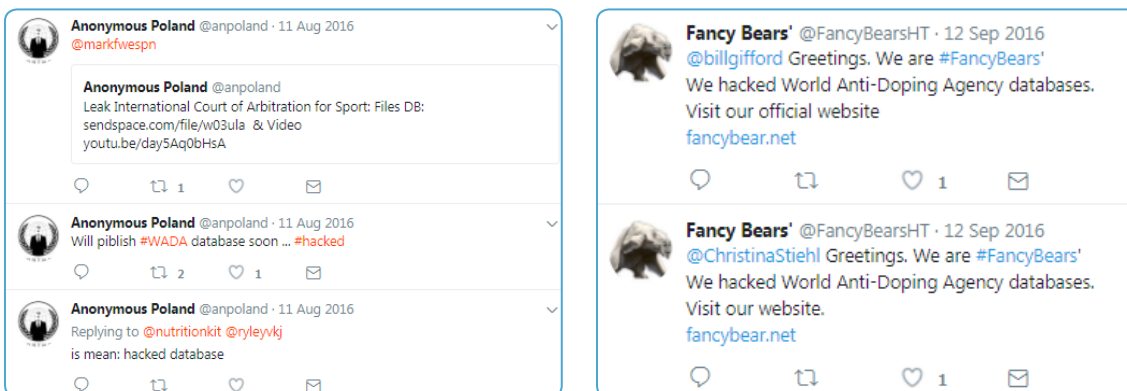 Anonymous Poland @anpoland · 11 Aug 2016
@markfwespn
Anonymous Poland @anpoland
Leak International Court of Arbitration for Sport: Files DB:
sendspace.com/file/w03ula & Video
youtu.be/day5Aq0bHsA
1
Anonymous Poland @anpoland · 11 Aug 2016
Will piblish #WADA database soon ... #hacked
2 1
Anonymous Poland @anpoland · 11 Aug 2016
Replying to @nutritionkit @ryleyvkj
is mean: hacked database
Fancy Bears' @FancyBearsHT · 12 Sep 2016
@billgifford Greetings. We are #FancyBears'
We hacked World Anti-Doping Agency databases.
Visit our official website
fancybear.net
1
Fancy Bears' @FancyBearsHT · 12 Sep 2016
@ChristinaStiehl Greetings. We are #FancyBears'
We hacked World Anti-Doping Agency databases.
Visit our website.
fancybear.net
1